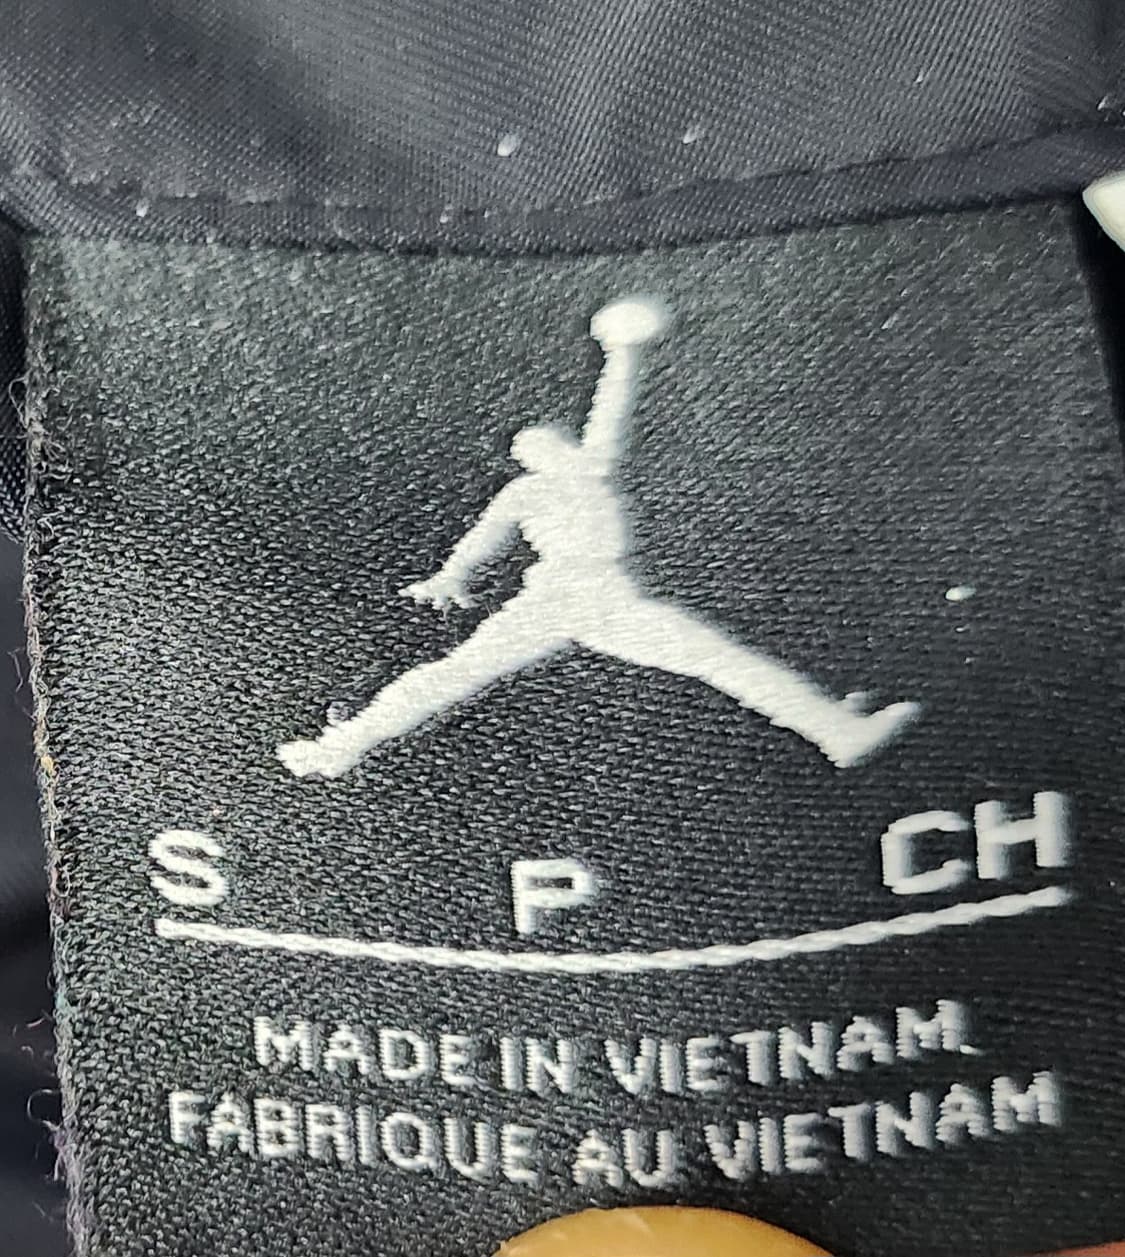 S P CH
MADE IN VIETNAM
FABRIQUE AU VIETNAM